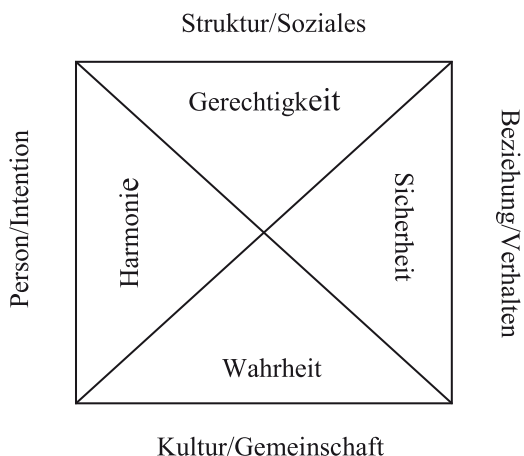 Struktur/Soziales
Gerechtigkeit
Person/Intention
Harmonie
Sicherheit
Beziehung/Verhalten
Wahrheit
Kultur/Gemeinschaft